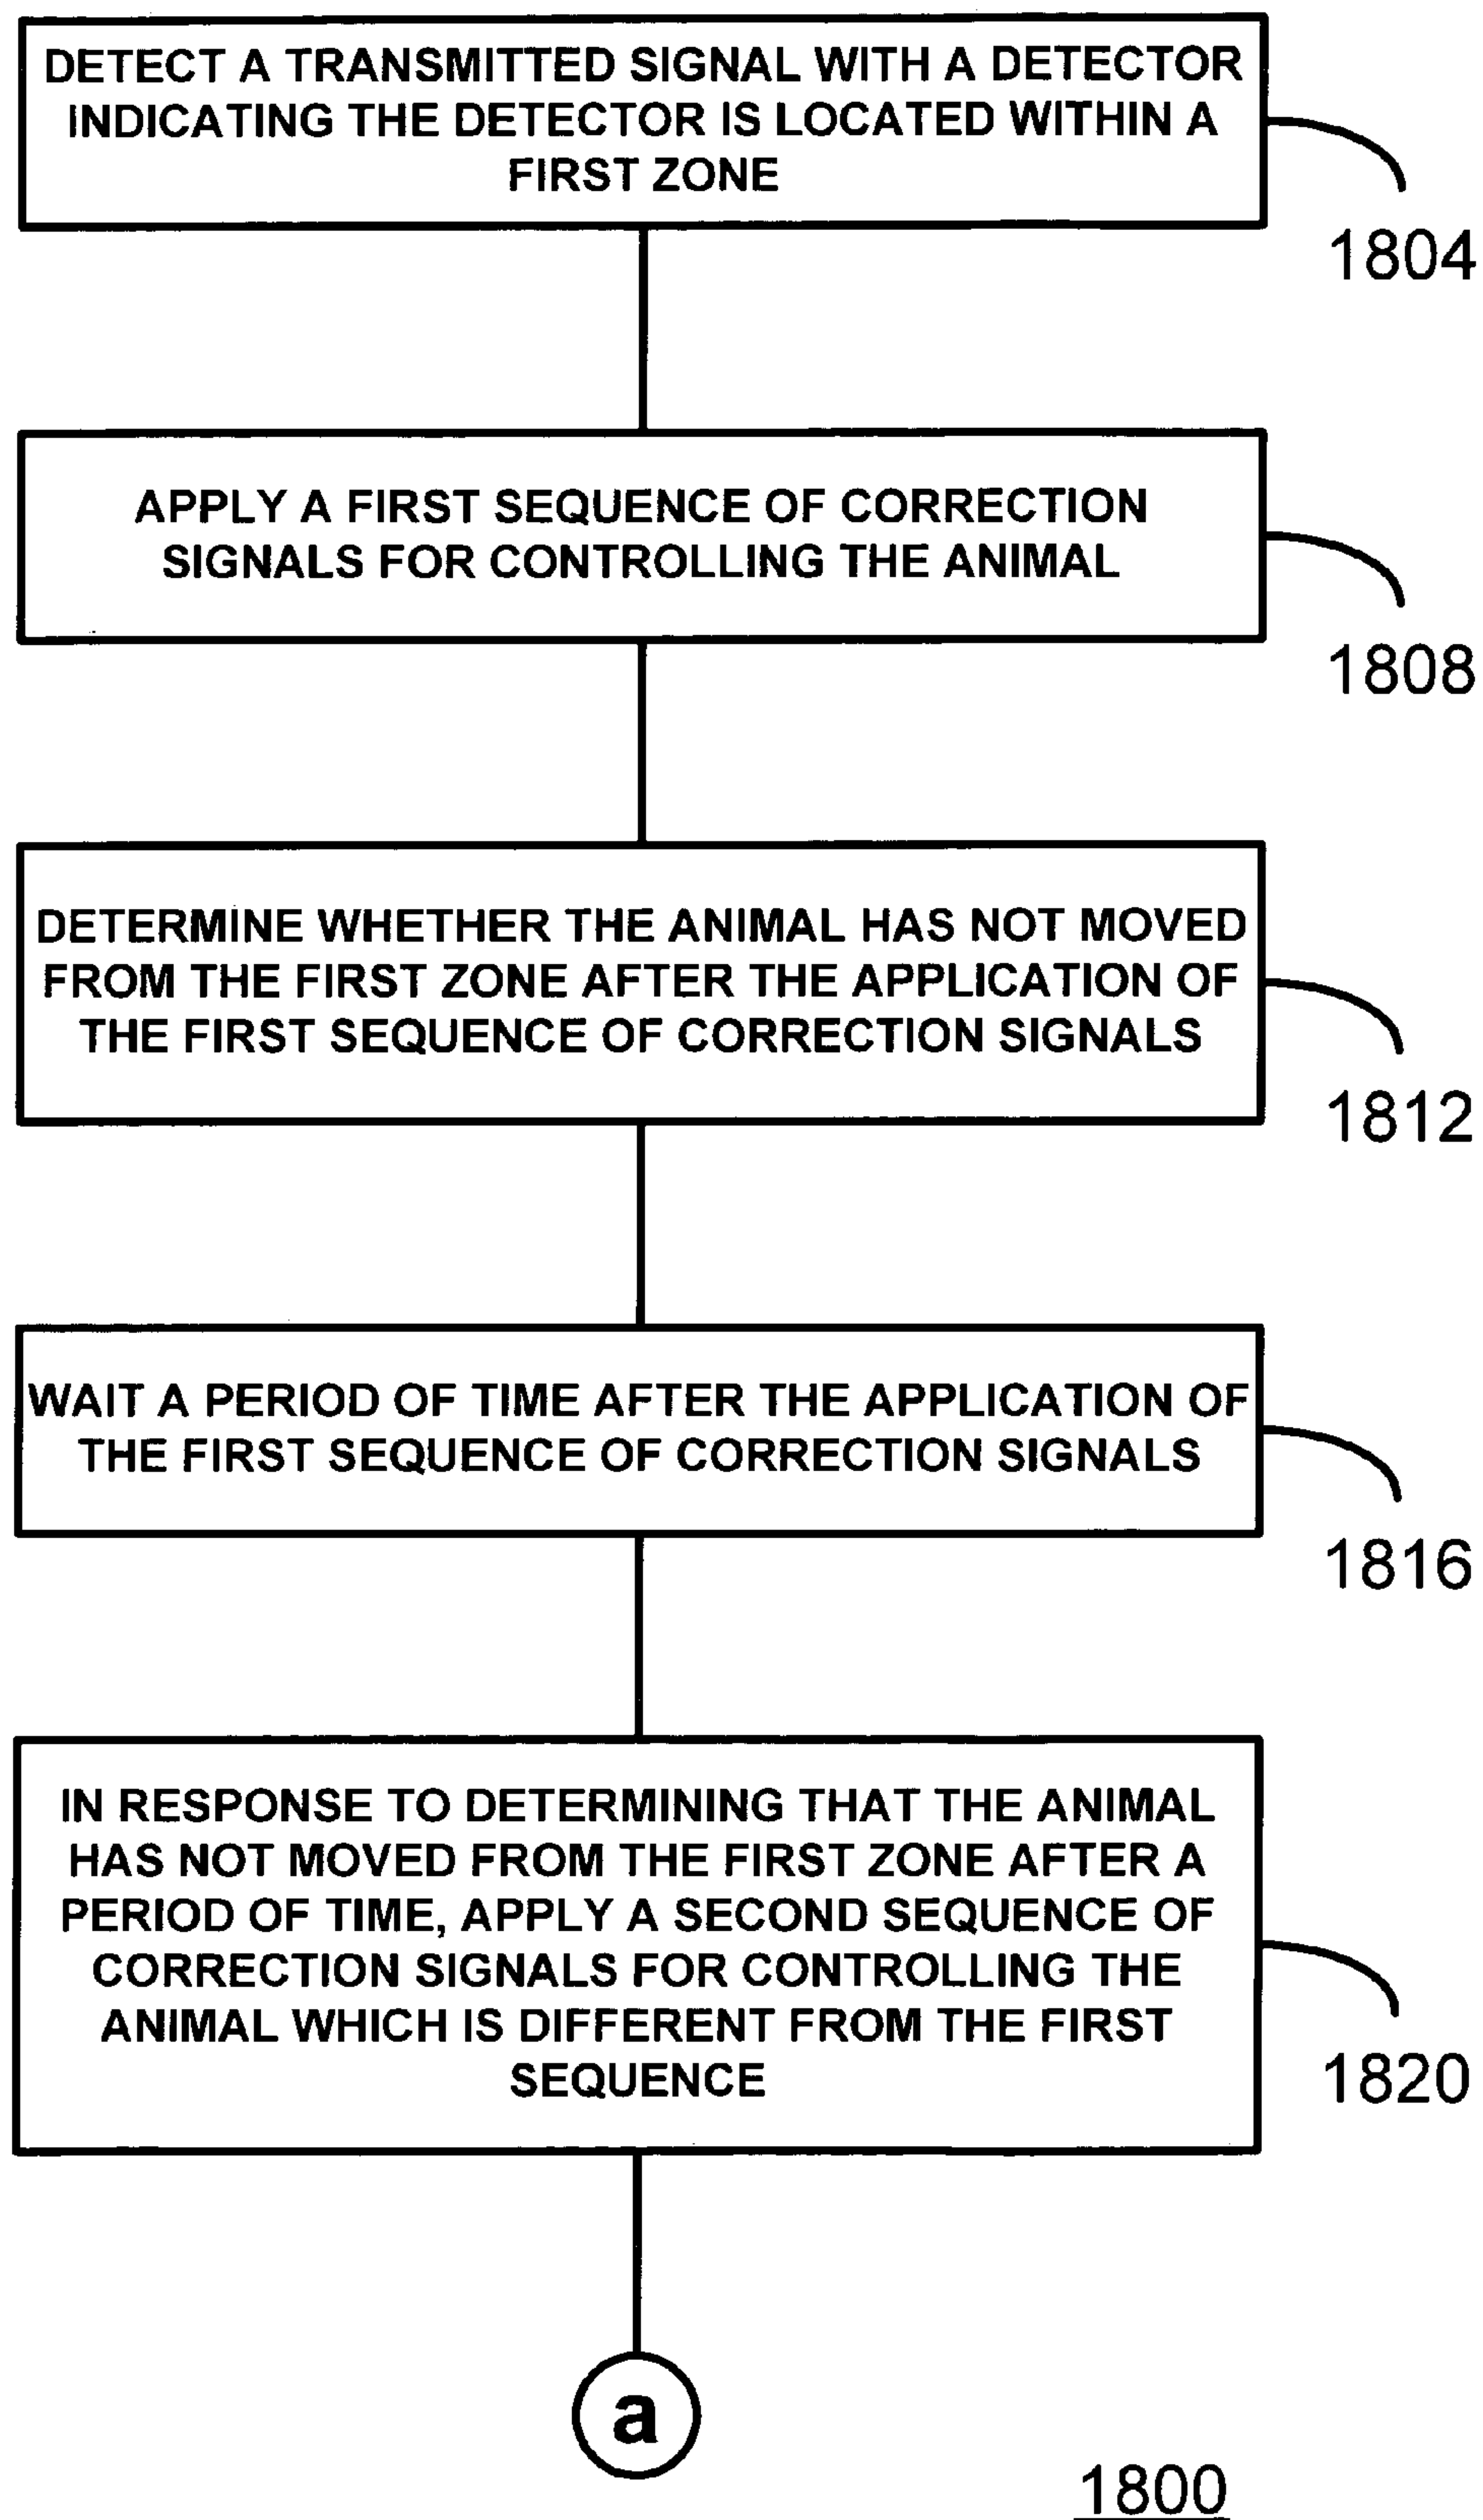 DETECT A TRANSMITTED SIGNAL WITH A DETECTOR
INDICATING THE DETECTOR IS LOCATED WITHIN A
FIRST ZONE
1804
APPLY A FIRST SEQUENCE OF CORRECTION
SIGNALS FOR CONTROLLING THE ANIMAL
1808
DETERMINE WHETHER THE ANIMAL HAS NOT MOVED
FROM THE FIRST ZONE AFTER THE APPLICATION OF
THE FIRST SEQUENCE OF CORRECTION SIGNALS
1812
WAIT A PERIOD OF TIME AFTER THE APPLICATION OF
THE FIRST SEQUENCE OF CORRECTION SIGNALS
1816
IN RESPONSE TO DETERMINING THAT THE ANIMAL
HAS NOT MOVED FROM THE FIRST ZONE AFTER A
PERIOD OF TIME, APPLY A SECOND SEQUENCE OF
CORRECTION SIGNALS FOR CONTROLLING THE
ANIMAL WHICH IS DIFFERENT FROM THE FIRST
SEQUENCE
1820
a
1800